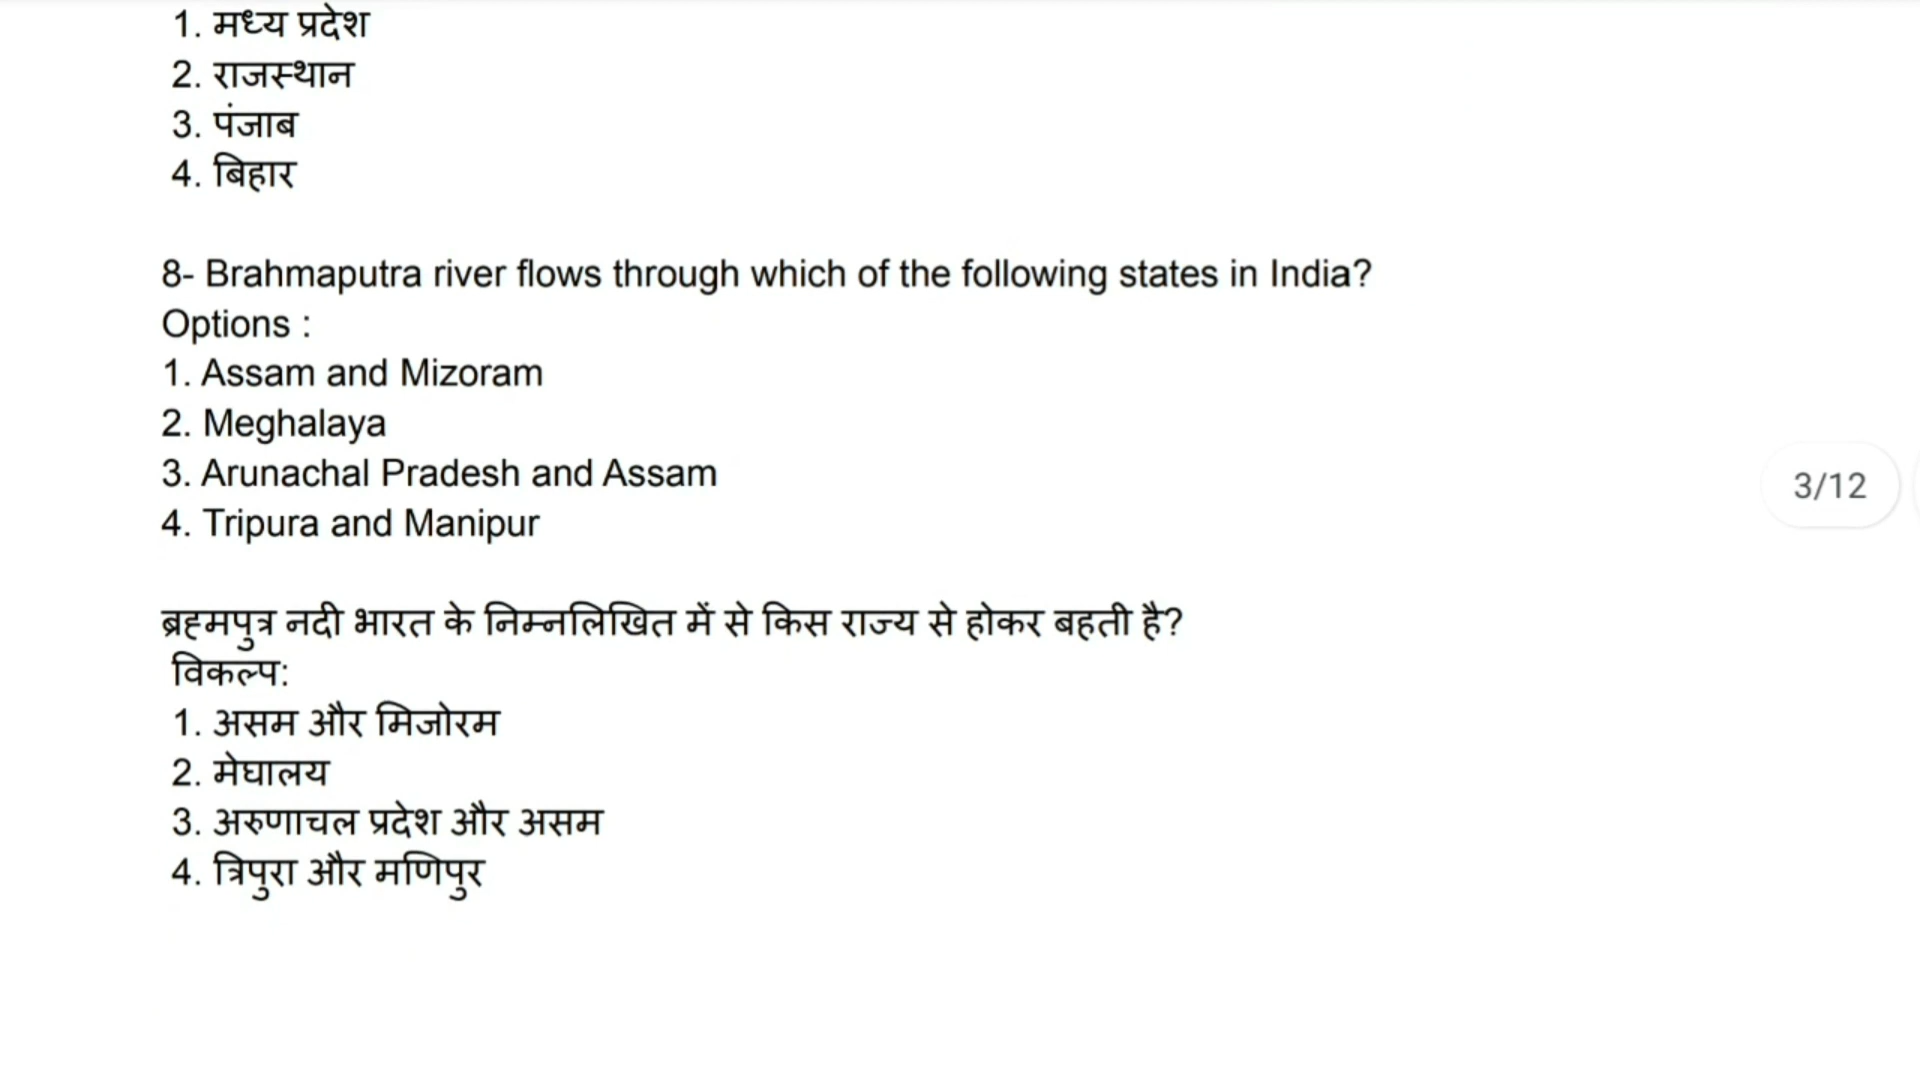 1. मध्य प्रदेश
2. राजस्थान
3. पंजाब
4. बिहार
8- Brahmaputra river flows through which of the following states in India?
Options :
1. Assam and Mizoram
2. Meghalaya
3. Arunachal Pradesh and Assam
3/12
4. Tripura and Manipur
ब्रह्मपुत्र नदी भारत के निम्नलिखित में से किस राज्य से होकर बहती है?
विकल्प:
1. असम और मिजोरम
2. मेघालय
3. अरुणाचल प्रदेश और असम
4. त्रिपुरा और मणिपुर